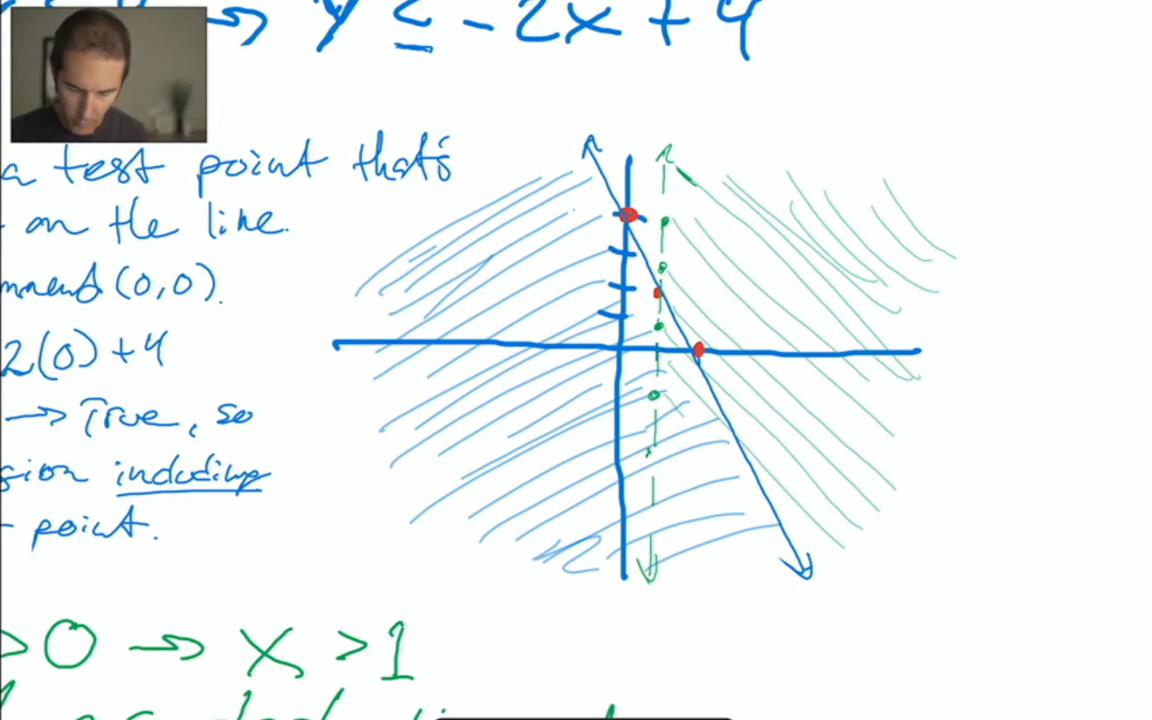 → y ≤ -2x + 4
a test point that's
on the line.
(0,0).
2(0) + 4
→ True, so
including
point.
> 0 → x > 1